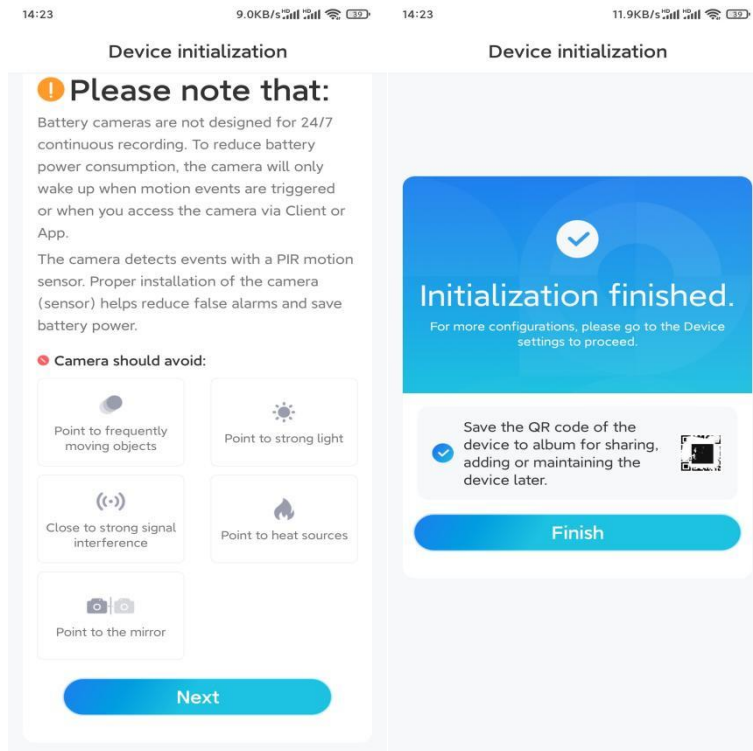 14:23
9.0KB/s HD HD 39
Device initialization
Please note that:
Battery cameras are not designed for 24/7
continuous recording. To reduce battery
power consumption, the camera will only
wake up when motion events are triggered
or when you access the camera via Client or
App.
The camera detects events with a PIR motion
sensor. Proper installation of the camera
(sensor) helps reduce false alarms and save
battery power.
Camera should avoid:
Point to frequently
moving objects
Point to strong light
Close to strong signal
interference
Point to heat sources
Point to the mirror
Next
14:23
11.9KB/s HD 39
Device initialization
Initialization finished.
For more configurations, please go to the Device
settings to proceed.
Save the QR code of the
device to album for sharing,
adding or maintaining the
device later.
Finish